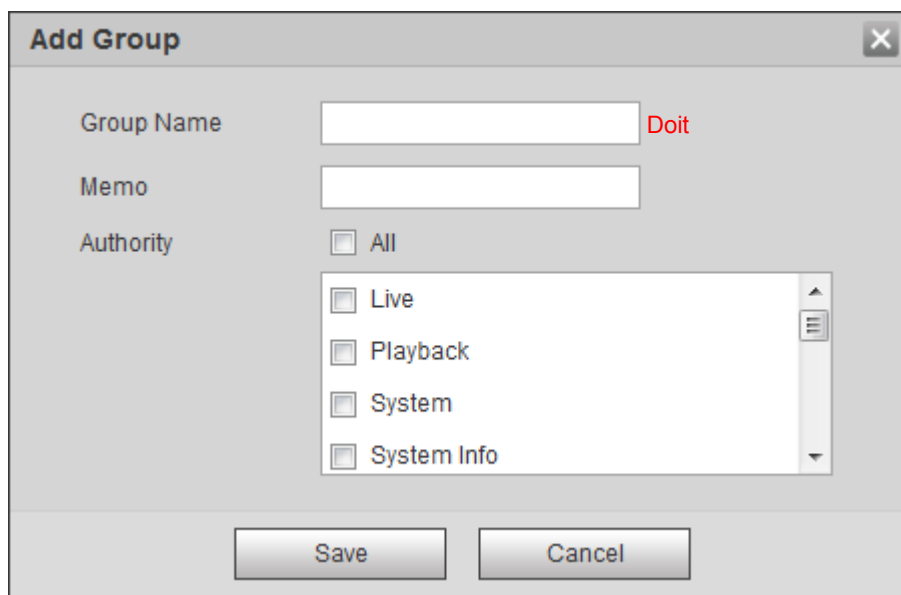 Add Group
Group Name Doit
Memo
Authority All
Live
Playback
System
System Info
Save Cancel